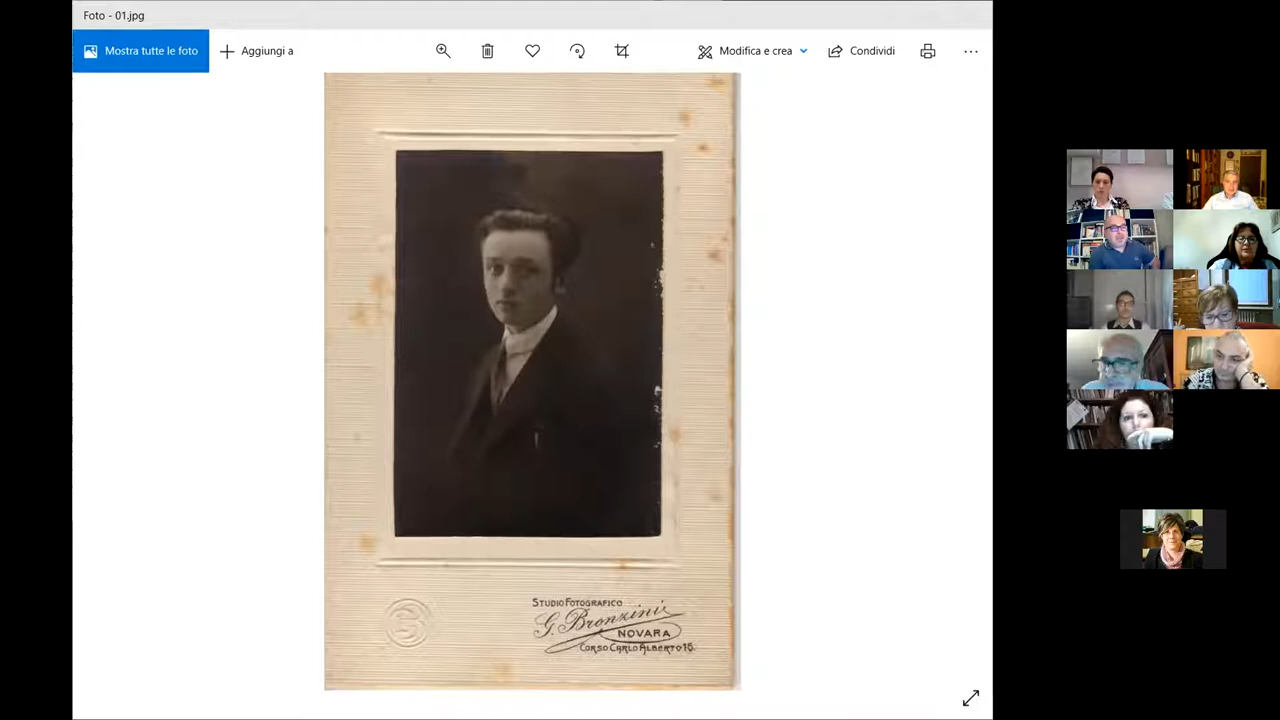 Foto - 01.jpg
Mostra tutte le foto
Aggiungi a
Modifica e crea
Condividi
STUDIO FOTOGRAFICO
G. Bronzini
NOVARA
CORSO CARLO ALBERTO 16